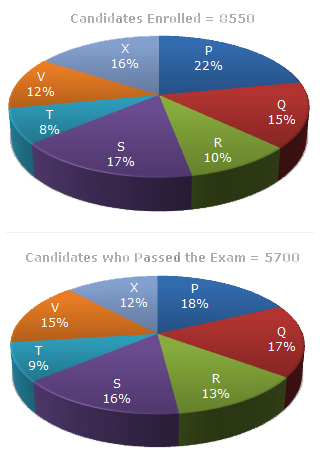 Candidates Enrolled = 8550
X
16%
P
22%
V
12%
Q
15%
T
8%
S
17%
R
10%
Candidates who Passed the Exam = 5700
X
12%
P
18%
V
15%
Q
17%
T
9%
S
16%
R
13%